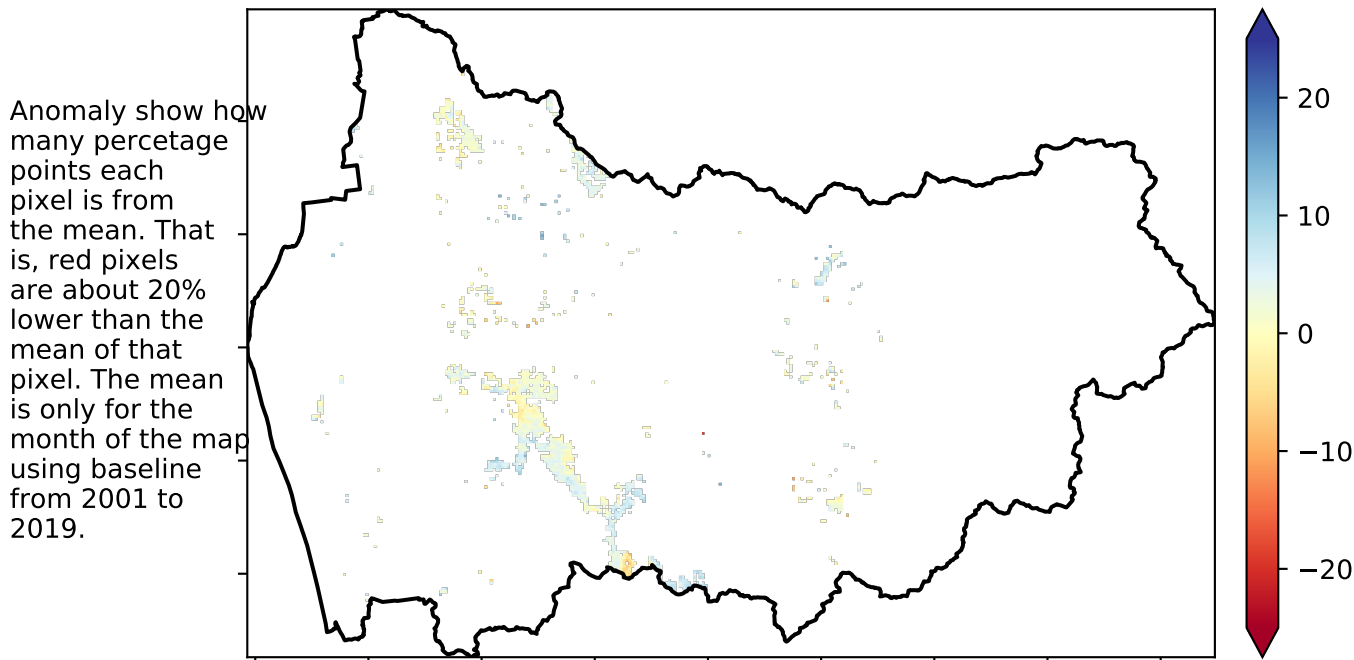 Anomaly show how
many percetage
points each
pixel is from
the mean. That
is, red pixels
are about 20%
lower than the
mean of that
pixel. The mean
is only for the
month of the map
using baseline
from 2001 to
2019.
20
10
0
−10
−20